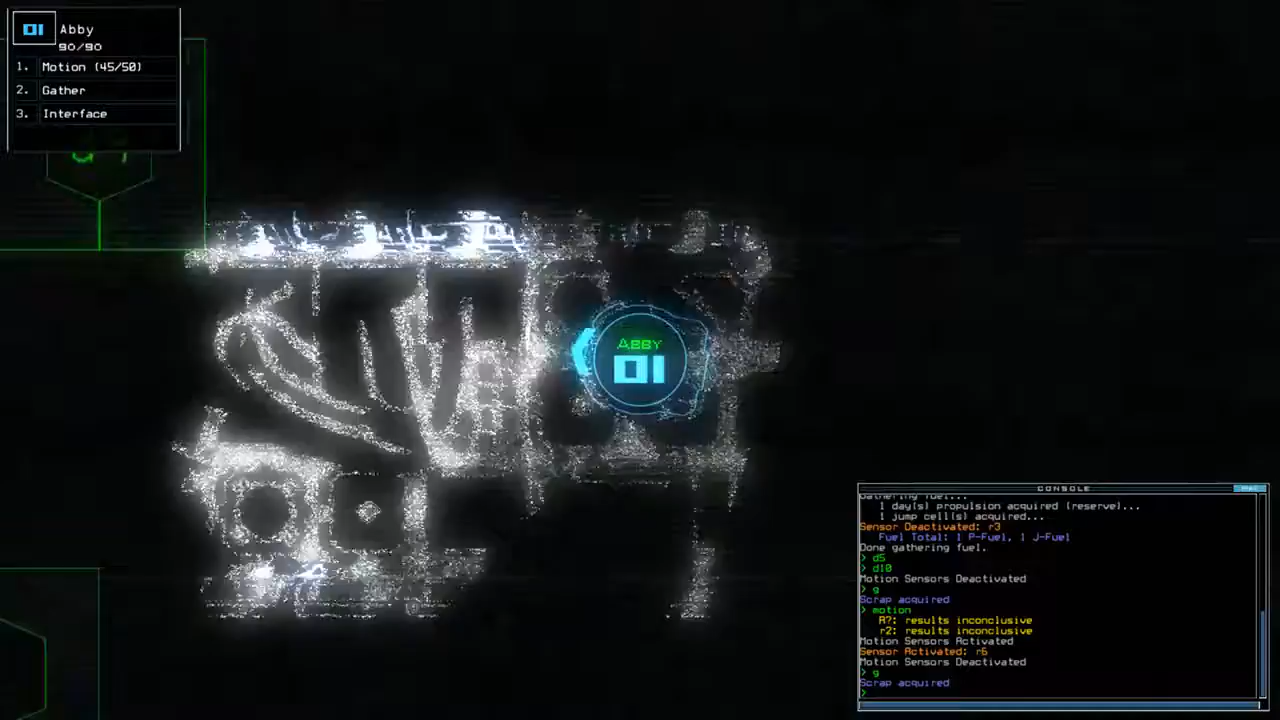 01 Abby
90/90
1. Motion (45/50)
2. Gather
3. Interface
ABBY
01
CONSOLE
Gathering fuel...
1 day(s) propulsion acquired (reserve)...
1 jump cell(s) acquired...
Sensor Deactivated: r3
Fuel Total: 1 P-Fuel, 1 J-Fuel
Done gathering fuel.
> d5
> d10
Motion Sensors Deactivated
> g
Scrap acquired
> motion
R7: results inconclusive
r2: results inconclusive
Motion Sensors Activated
Sensor Activated: r6
Motion Sensors Deactivated
> g
Scrap acquired
>